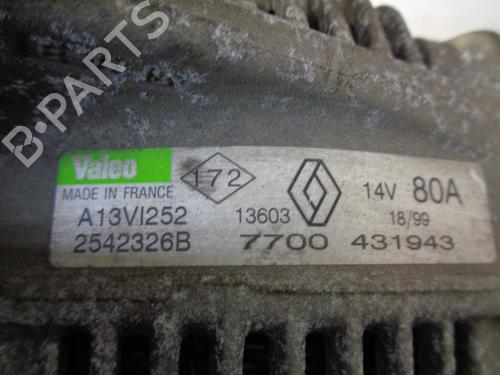 B-PARTS
Valeo
172
MADE IN FRANCE
14V 80A
A13VI252
13603
18/99
2542326B
7700 431943